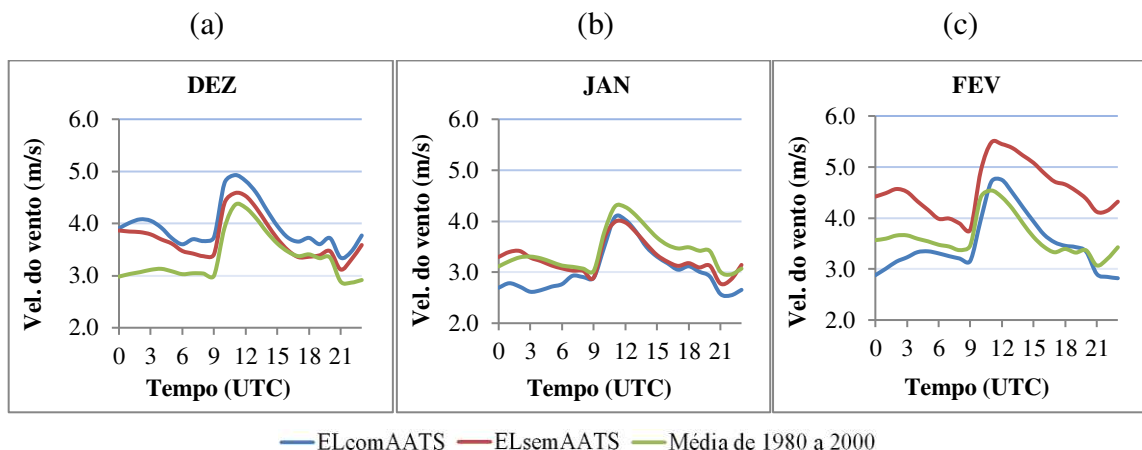 (a) (b) (c)
DEZ
Vel. do vento (m/s)
6.0
5.0
4.0
3.0
2.0
0 3 6 9 12 15 18 21
Tempo (UTC)
JAN
Vel. do vento (m/s)
6.0
5.0
4.0
3.0
2.0
0 3 6 9 12 15 18 21
Tempo (UTC)
FEV
Vel. do vento (m/s)
6.0
5.0
4.0
3.0
2.0
0 3 6 9 12 15 18 21
Tempo (UTC)
ELcomAATS ELsemAATS Média de 1980 a 2000